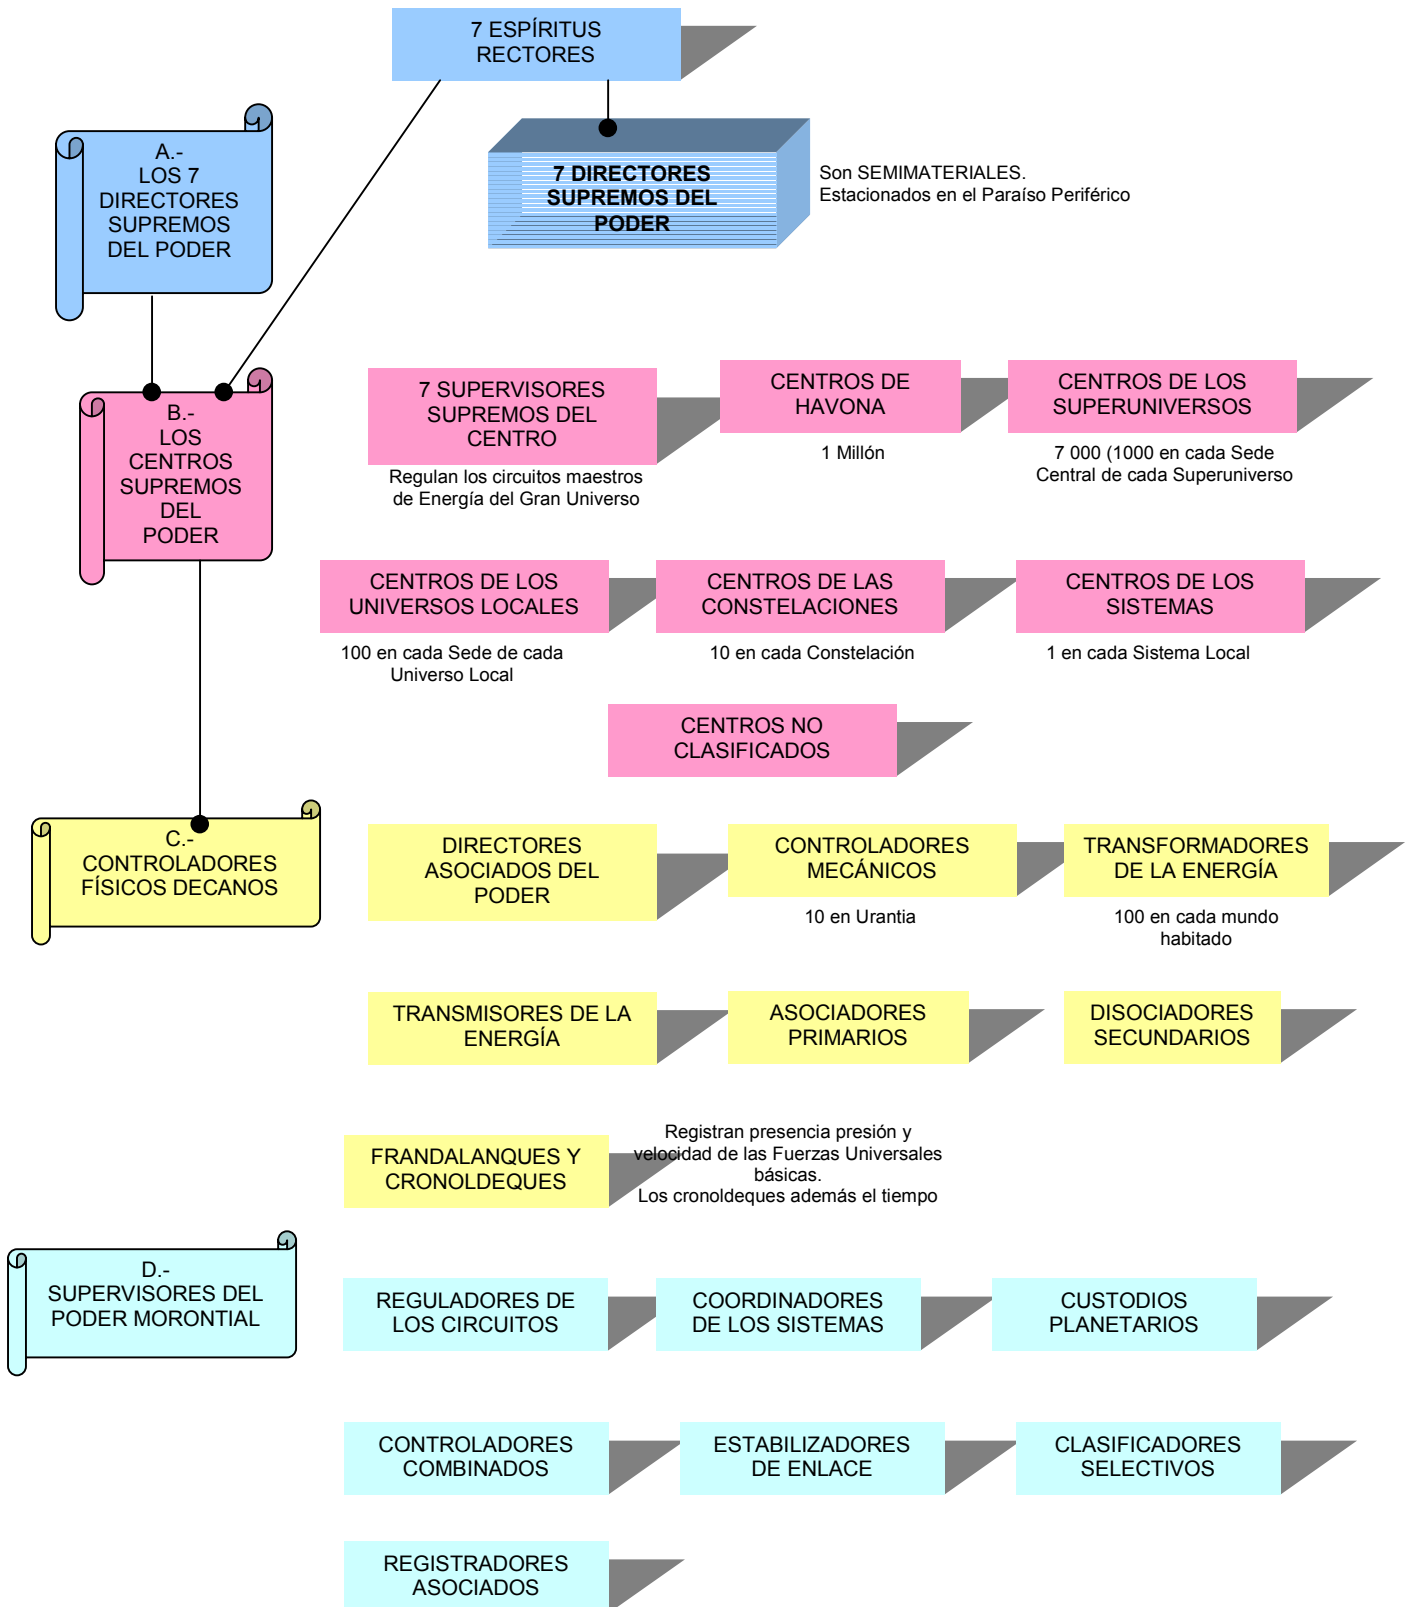 7 ESPÍRITUS
RECTORES
A.-
LOS 7
DIRECTORES
SUPREMOS
DEL PODER
7 DIRECTORES
SUPREMOS DEL
PODER
Son SEMIMATERIALES.
Estacionados en el Paraíso Periférico
B.-
LOS
CENTROS
SUPREMOS
DEL
PODER
7 SUPERVISORES
SUPREMOS DEL
CENTRO
Regulan los circuitos maestros
de Energía del Gran Universo
CENTROS DE
HAVONA
1 Millón
CENTROS DE LOS
SUPERUNIVERSOS
7 000 (1000 en cada Sede
Central de cada Superuniverso
CENTROS DE LOS
UNIVERSOS LOCALES
100 en cada Sede de cada
Universo Local
CENTROS DE LAS
CONSTELACIONES
10 en cada Constelación
CENTROS DE LOS
SISTEMAS
1 en cada Sistema Local
CENTROS NO
CLASIFICADOS
C.-
CONTROLADORES
FÍSICOS DECANOS
DIRECTORES
ASOCIADOS DEL
PODER
CONTROLADORES
MECÁNICOS
10 en Urantia
TRANSFORMADORES
DE LA ENERGÍA
100 en cada mundo
habitado
TRANSMISORES DE LA
ENERGÍA
ASOCIADORES
PRIMARIOS
DISOCIADORES
SECUNDARIOS
FRANDALANQUES Y
CRONOLDEQUES
Registran presencia presión y
velocidad de las Fuerzas Universales
básicas.
Los cronoldeques además el tiempo
D.-
SUPERVISORES DEL
PODER MORONTIAL
REGULADORES DE
LOS CIRCUITOS
COORDINADORES
DE LOS SISTEMAS
CUSTODIOS
PLANETARIOS
CONTROLADORES
COMBINADOS
ESTABILIZADORES
DE ENLACE
CLASIFICADORES
SELECTIVOS
REGISTRADORES
ASOCIADOS